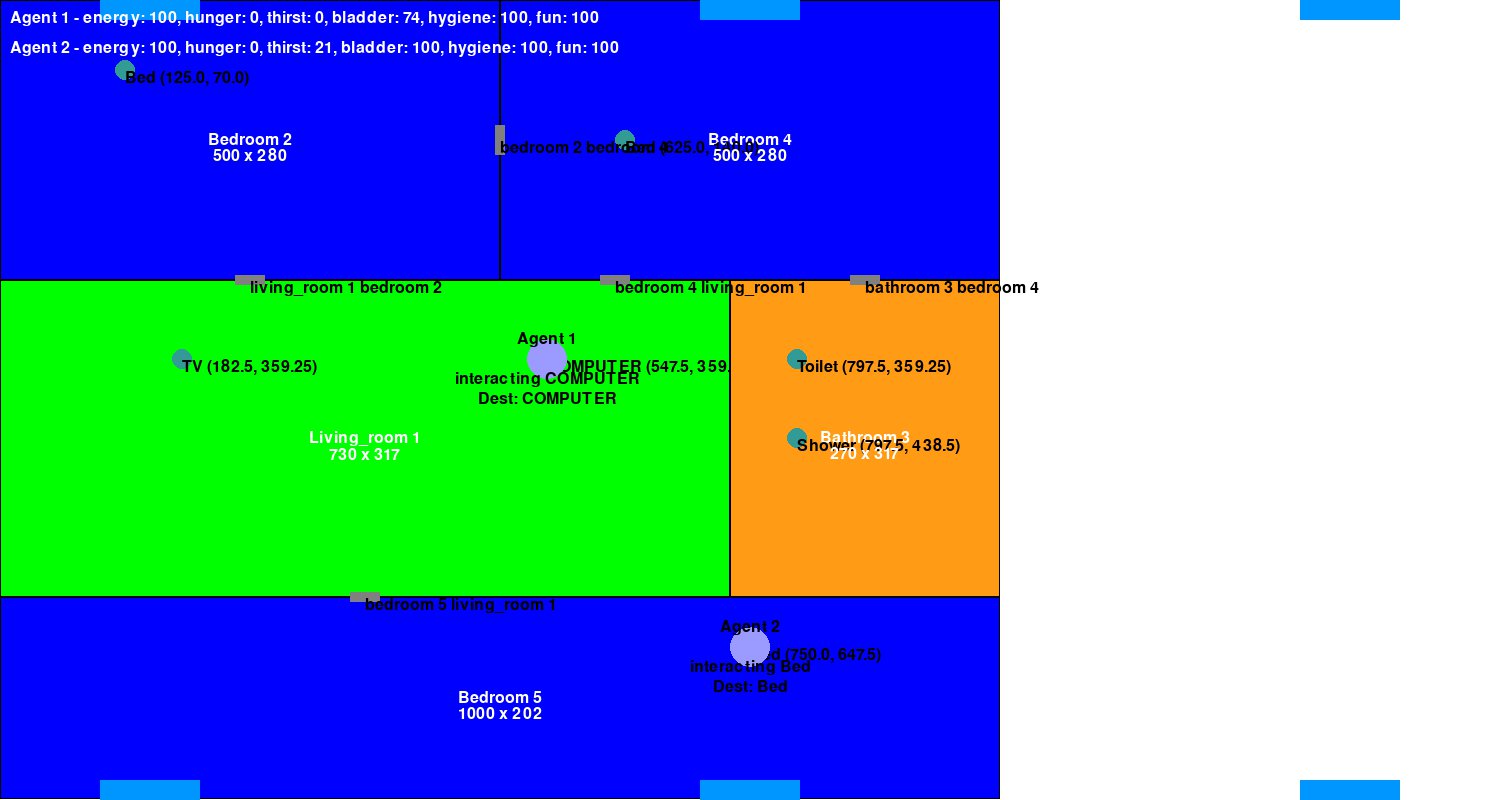 Agent 1 - energy: 100, hunger: 0, thirst: 0, bladder: 74, hygiene: 100, fun: 100
Agent 2 - energy: 100, hunger: 0, thirst: 21, bladder: 100, hygiene: 100, fun: 100
Bed (125.0, 70.0)
Bedroom 2
500 x 280
bedroom 2 bedroom 4
Bed (625.0,
Bedroom 4
500 x 280
living_room 1 bedroom 2
bedroom 4 living_room 1
bathroom 3 bedroom 4
Agent 1
TV (182.5, 359.25)
COMPUTER (547.5, 359.
Toilet (797.5, 359.25)
interacting COMPUTER
Dest: COMPUTER
Living_room 1
730 x 317
Shower (797.5, 438.5)
Bathroom 3
270 x 317
bedroom 5 living_room 1
Agent 2
Bed (750.0, 647.5)
interacting Bed
Dest: Bed
Bedroom 5
1000 x 202